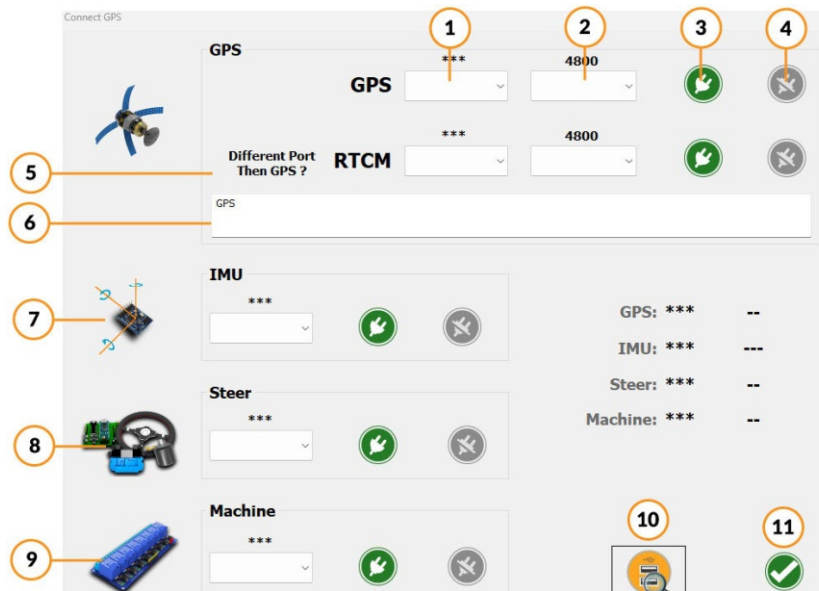 Connect GPS
1
2
3
4
GPS
*** 4800
GPS
*** 4800
5
Different Port
Then GPS ?
RTCM
6
GPS
IMU
***
7
GPS: *** --
IMU: *** ---
Steer: *** --
Machine: *** --
Steer
***
8
Machine
***
9
10
11